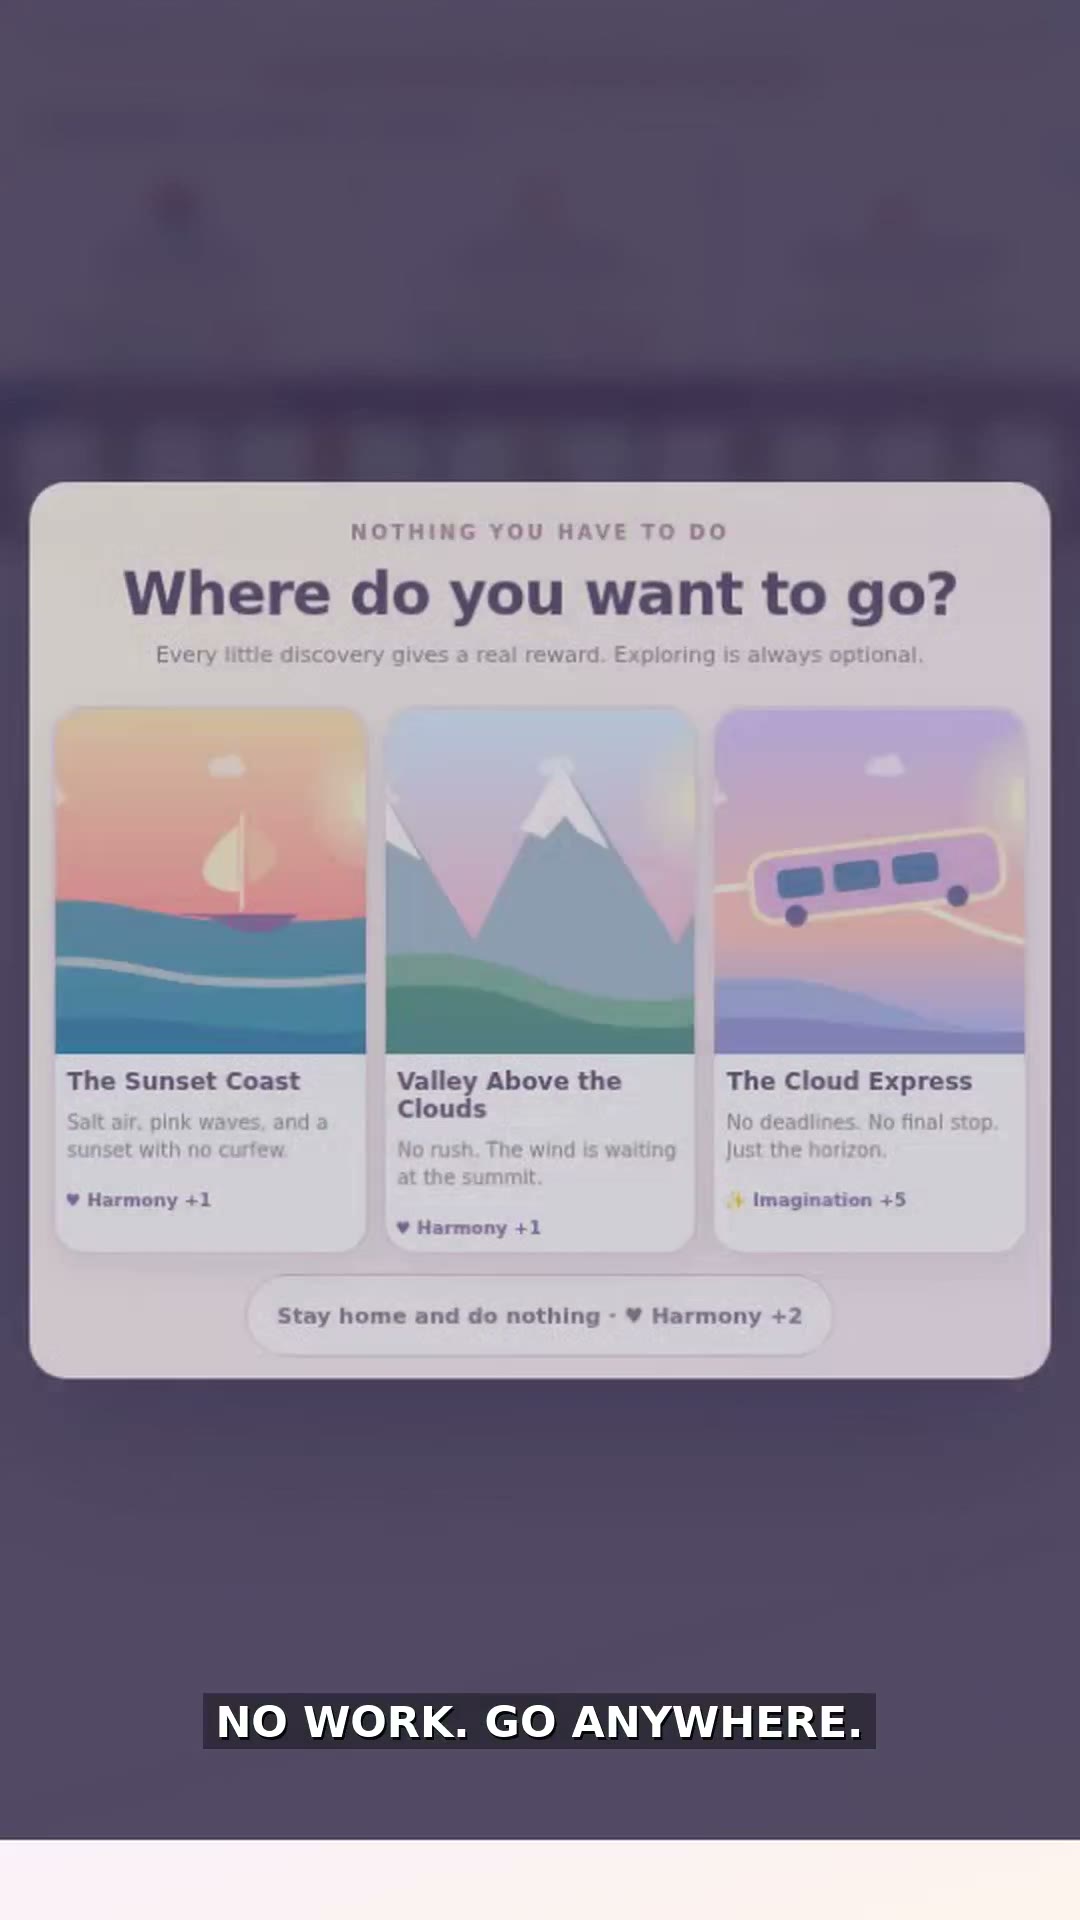 NOTHING YOU HAVE TO DO
Where do you want to go?
Every little discovery gives a real reward. Exploring is always optional.
The Sunset Coast
Salt air, pink waves, and a
sunset with no curfew.
♥ Harmony +1
Valley Above the
Clouds
No rush. The wind is waiting
at the summit.
♥ Harmony +1
The Cloud Express
No deadlines. No final stop.
Just the horizon.
✨ Imagination +5
Stay home and do nothing · ♥ Harmony +2
NO WORK. GO ANYWHERE.